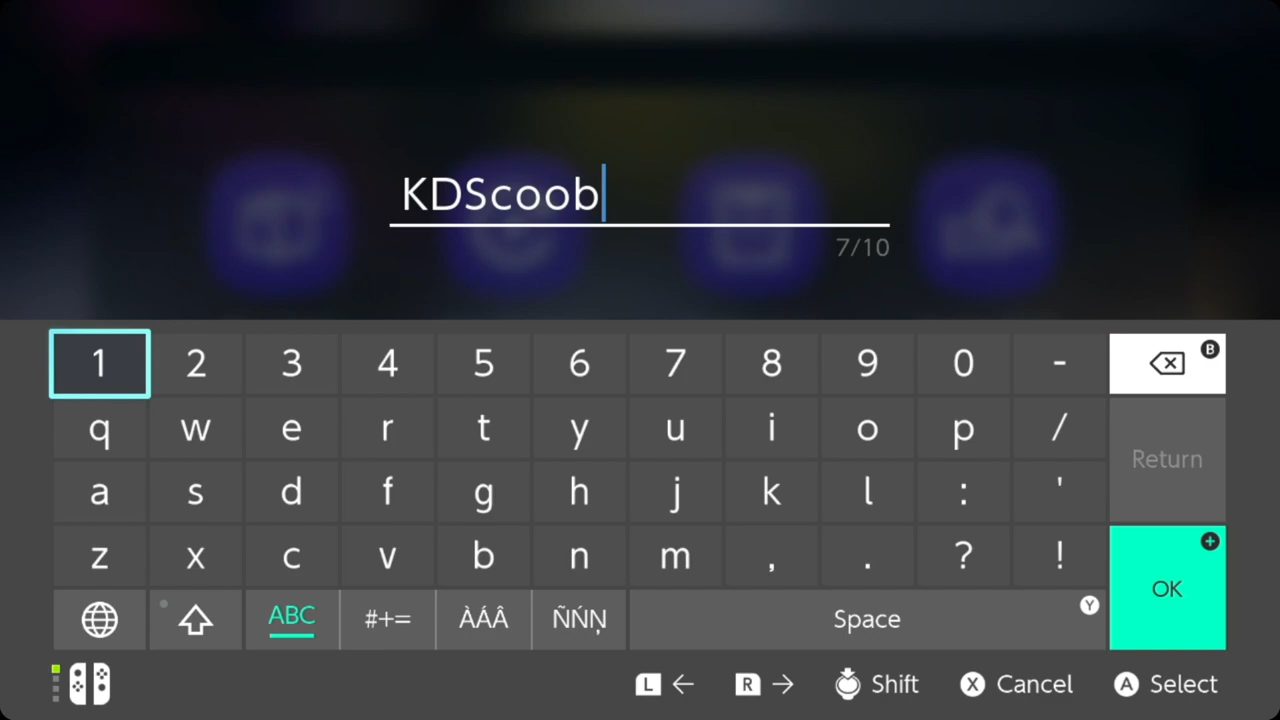 KDScoob
7/10
1 2 3 4 5 6 7 8 9 0 - B
q w e r t y u i o p /
Return
a s d f g h j k l : '
z x c v b n m , . ? ! +
OK
ABC #+= ÀÁÂ ÑŃŅ Space Y
L ← R → Shift X Cancel A Select